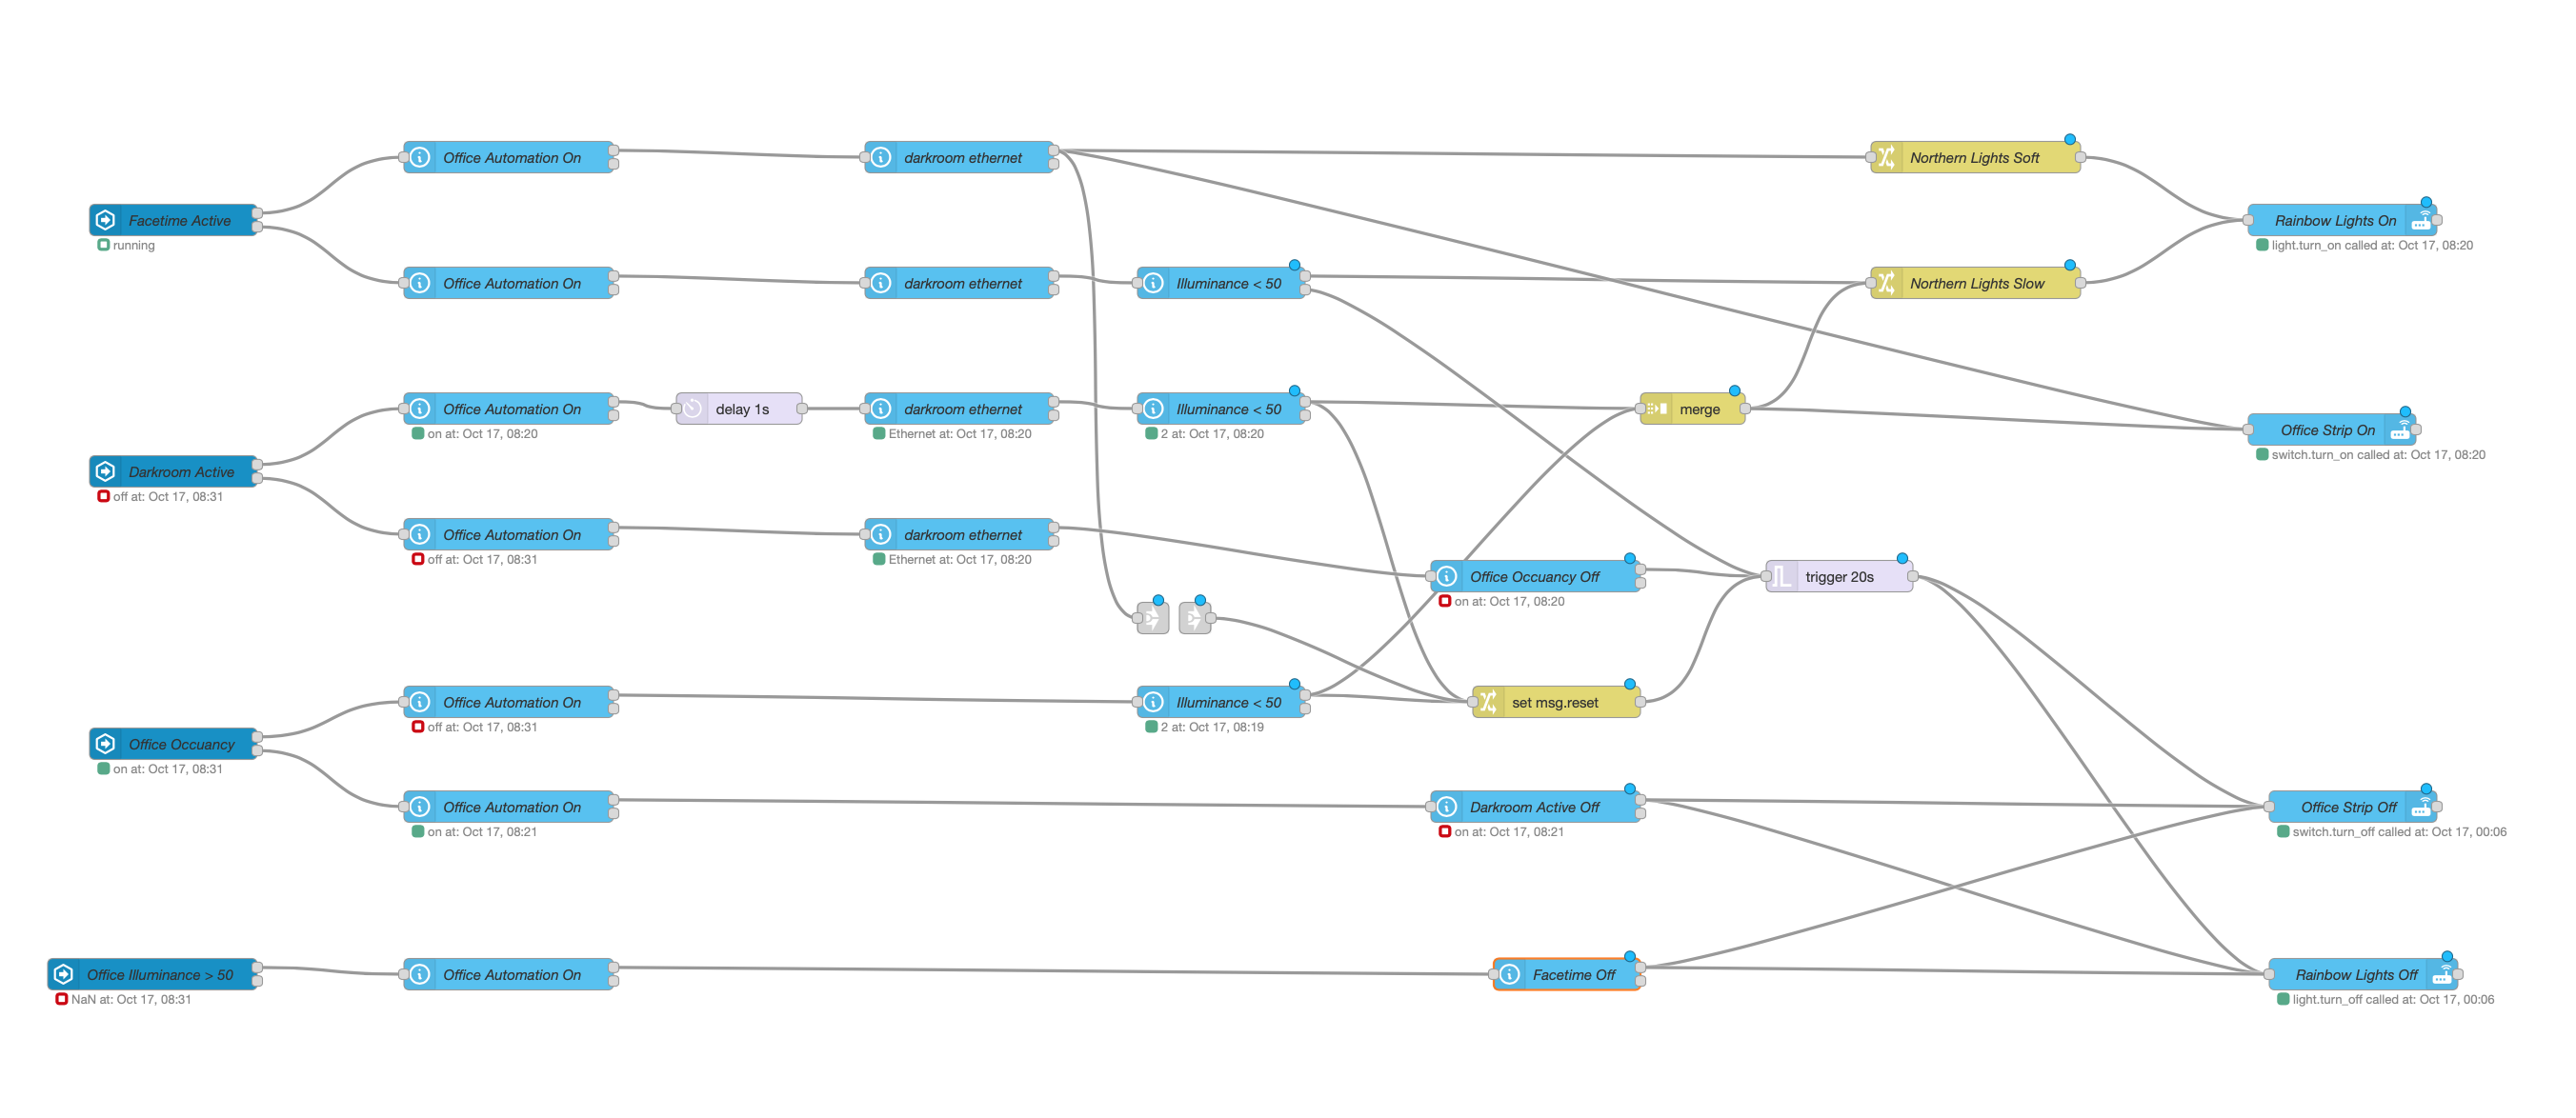 Office Automation On
darkroom ethernet
Northern Lights Soft
Facetime Active
running
Rainbow Lights On
light.turn_on called at: Oct 17, 08:20
Office Automation On
darkroom ethernet
Illuminance < 50
Northern Lights Slow
Office Automation On
on at: Oct 17, 08:20
delay 1s
darkroom ethernet
Ethernet at: Oct 17, 08:20
Illuminance < 50
2 at: Oct 17, 08:20
merge
Office Strip On
switch.turn_on called at: Oct 17, 08:20
Darkroom Active
off at: Oct 17, 08:31
Office Automation On
off at: Oct 17, 08:31
darkroom ethernet
Ethernet at: Oct 17, 08:20
Office Occuancy Off
on at: Oct 17, 08:20
trigger 20s
Office Automation On
off at: Oct 17, 08:31
Illuminance < 50
2 at: Oct 17, 08:19
set msg.reset
Office Occuancy
on at: Oct 17, 08:31
Office Automation On
on at: Oct 17, 08:21
Darkroom Active Off
on at: Oct 17, 08:21
Office Strip Off
switch.turn_off called at: Oct 17, 00:06
Office Illuminance > 50
NaN at: Oct 17, 08:31
Office Automation On
Facetime Off
Rainbow Lights Off
light.turn_off called at: Oct 17, 00:06